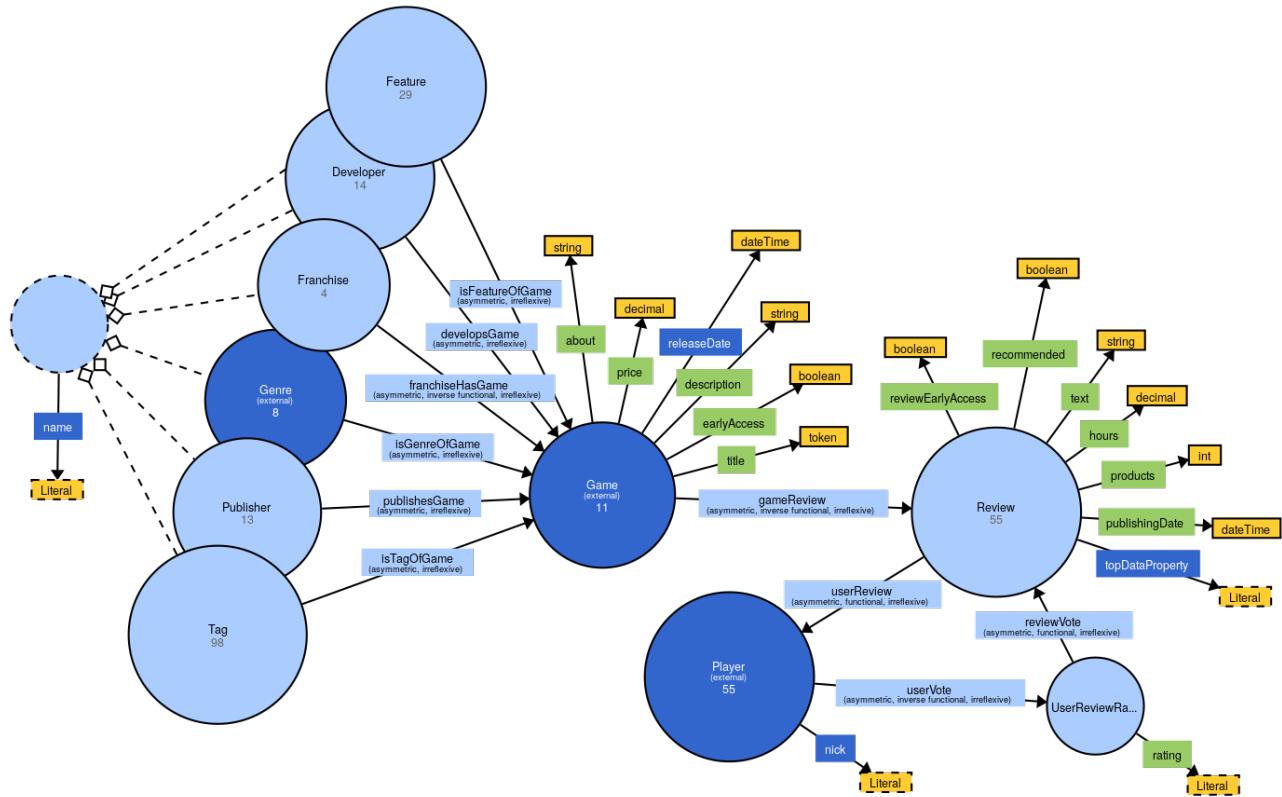 Feature
29
Developer
14
Franchise
4
Genre
(external)
8
Publisher
13
Tag
98
name
Literal
isFeatureOfGame
(asymmetric, irreflexive)
developsGame
(asymmetric, irreflexive)
franchiseHasGame
(asymmetric, inverse functional, irreflexive)
isGenreOfGame
(asymmetric, irreflexive)
publishesGame
(asymmetric, irreflexive)
isTagOfGame
(asymmetric, irreflexive)
Game
(external)
11
string
about
decimal
price
dateTime
releaseDate
string
description
boolean
earlyAccess
token
title
gameReview
(asymmetric, inverse functional, irreflexive)
Review
55
boolean
reviewEarlyAccess
boolean
recommended
string
text
decimal
hours
int
products
publishingDate
dateTime
topDataProperty
Literal
userReview
(asymmetric, functional, irreflexive)
reviewVote
(asymmetric, functional, irreflexive)
Player
(external)
55
userVote
(asymmetric, inverse functional, irreflexive)
UserReviewRa...
nick
Literal
rating
Literal